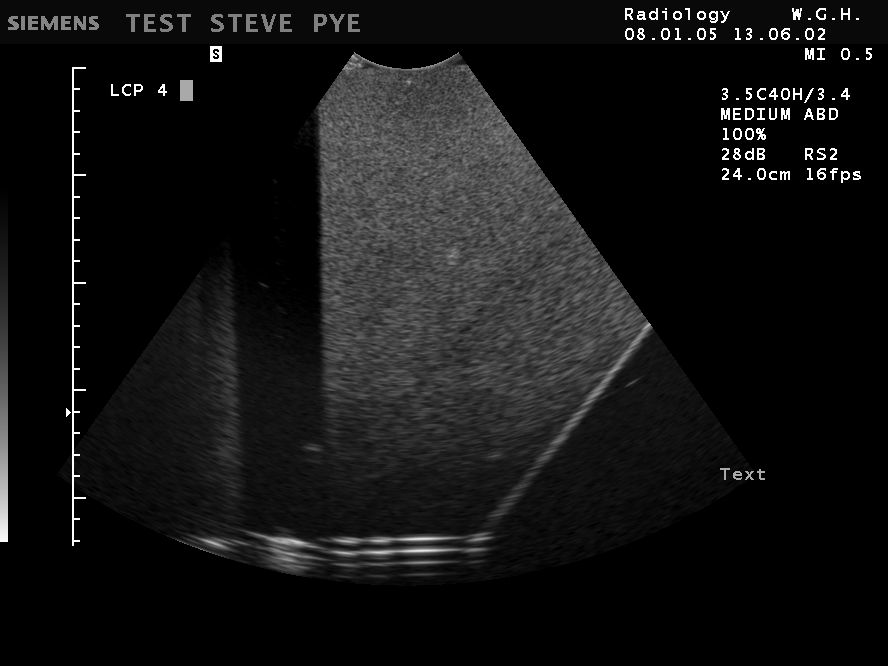 SIEMENS TEST STEVE PYE
Radiology W.G.H.
08.01.05 13.06.02
MI 0.5
S
LCP 4
3.5C40H/3.4
MEDIUM ABD
100%
28dB RS2
24.0cm 16fps
Text